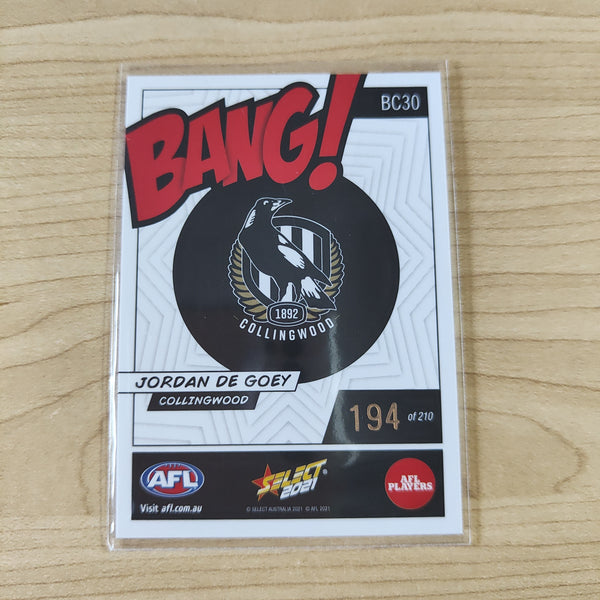 BANG!
BC30
1892
COLLINGWOOD
JORDAN DE GOEY
COLLINGWOOD
194 of 210
AFL
SELECT
2021
AFL
PLAYERS
Visit afl.com.au
© SELECT AUSTRALIA 2021 © AFL 2021